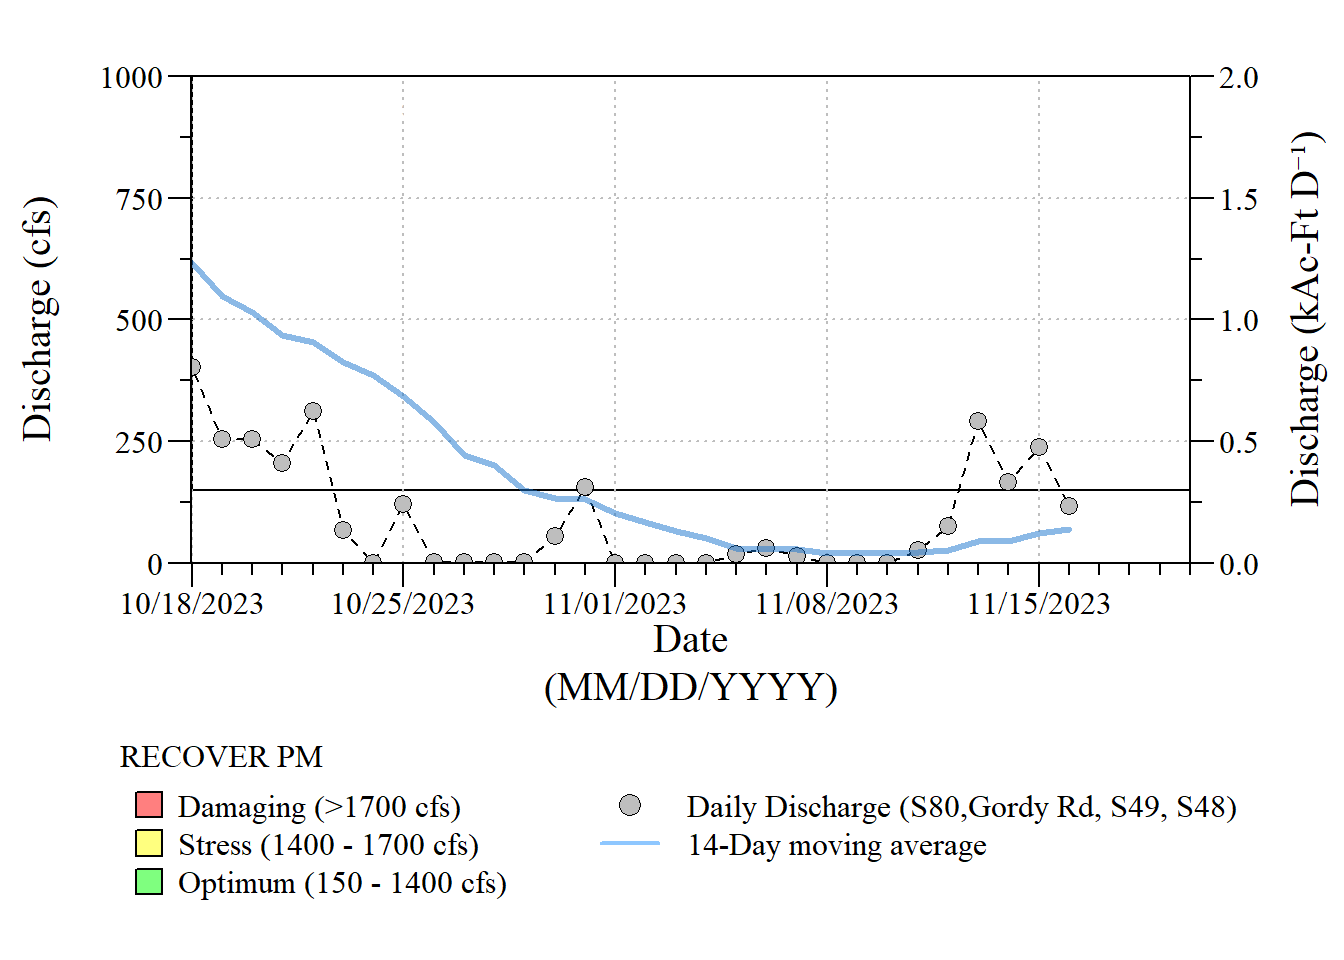 1000
750
500
250
0
Discharge (cfs)
2.0
1.5
1.0
0.5
0.0
Discharge (kAc-Ft D⁻¹)
10/18/2023 10/25/2023 11/01/2023 11/08/2023 11/15/2023
Date
(MM/DD/YYYY)
RECOVER PM
Damaging (>1700 cfs)
Stress (1400 - 1700 cfs)
Optimum (150 - 1400 cfs)
Daily Discharge (S80,Gordy Rd, S49, S48)
14-Day moving average